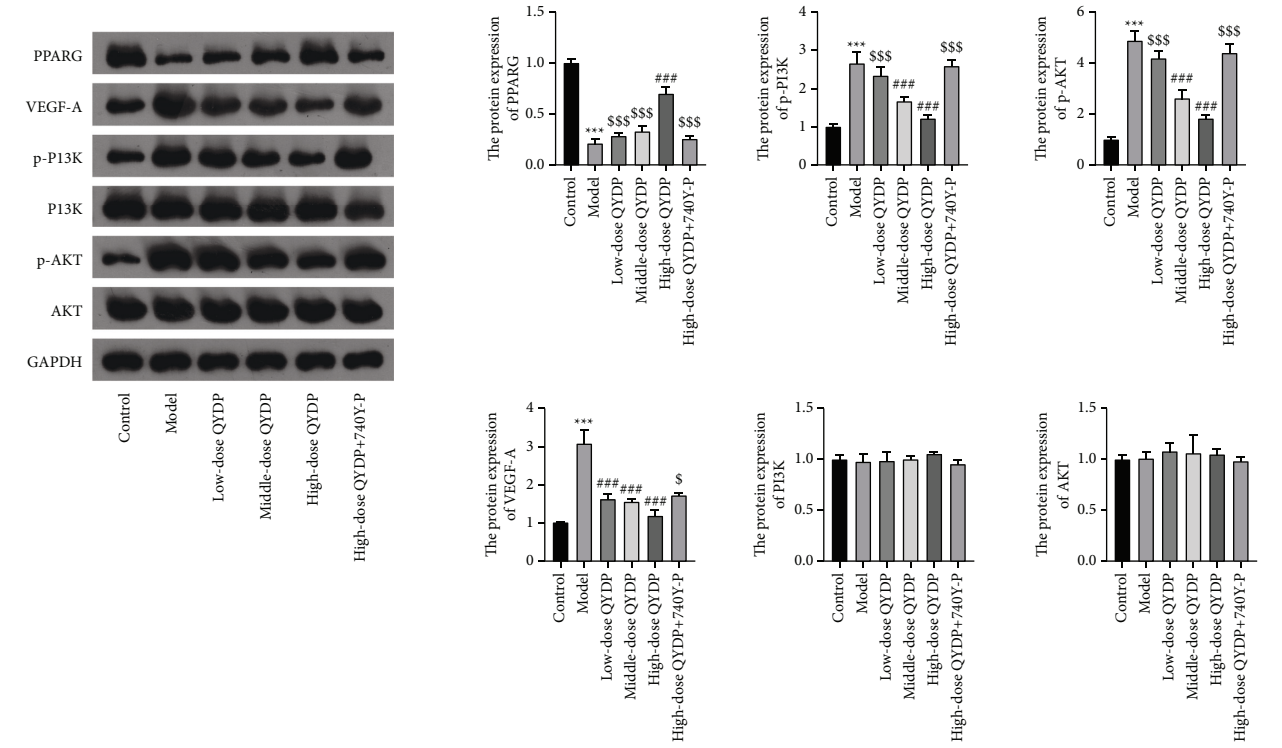 PPARG
VEGF-A
p-P13K
P13K
p-AKT
AKT
GAPDH
Control
Model
Low-dose QYDP
Middle-dose QYDP
High-dose QYDP
High-dose QYDP+740Y-P
The protein expression
of PPARG
1.5
1.0
0.5
0.0
***
$$$
$$$
###
$$$
Control
Model
Low-dose QYDP
Middle-dose QYDP
High-dose QYDP
High-dose QYDP+740Y-P
The protein expression
of p-PI3K
4
3
2
1
0
***
$$$
###
###
$$$
Control
Model
Low-dose QYDP
Middle-dose QYDP
High-dose QYDP
High-dose QYDP+740Y-P
The protein expression
of p-AKT
6
4
2
0
***
$$$
###
###
$$$
Control
Model
Low-dose QYDP
Middle-dose QYDP
High-dose QYDP
High-dose QYDP+740Y-P
The protein expression
of VEGF-A
4
3
2
1
0
***
###
###
###
$
Control
Model
Low-dose QYDP
Middle-dose QYDP
High-dose QYDP
High-dose QYDP+740Y-P
The protein expression
of PI3K
1.5
1.0
0.5
0.0
Control
Model
Low-dose QYDP
Middle-dose QYDP
High-dose QYDP
High-dose QYDP+740Y-P
The protein expression
of AKT
1.5
1.0
0.5
0.0
Control
Model
Low-dose QYDP
Middle-dose QYDP
High-dose QYDP
High-dose QYDP+740Y-P